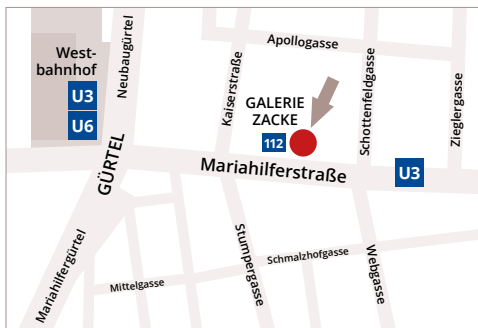 West-
bahnhof
U3
U6
Neubaugürtel
GÜRTEL
Mariahilfergürtel
Kaiserstraße
Apollogasse
GALERIE
ZACKE
112
Schottenfeldgasse
Zieglergasse
Mariahilferstraße
U3
Stumpergasse
Mittelgasse
Schmalzhofgasse
Webgasse